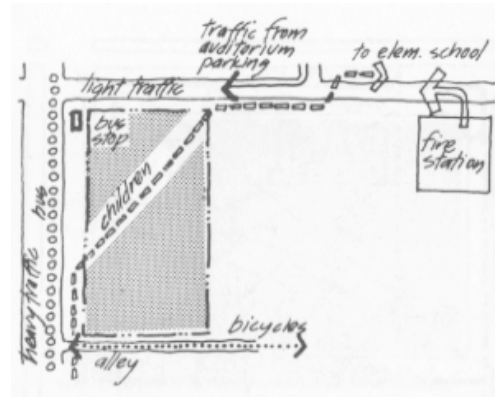 traffic from
auditorium
parking
to elem. school
light traffic
bus
stop
fire
station
children
bus
heavy traffic
bicycles
alley